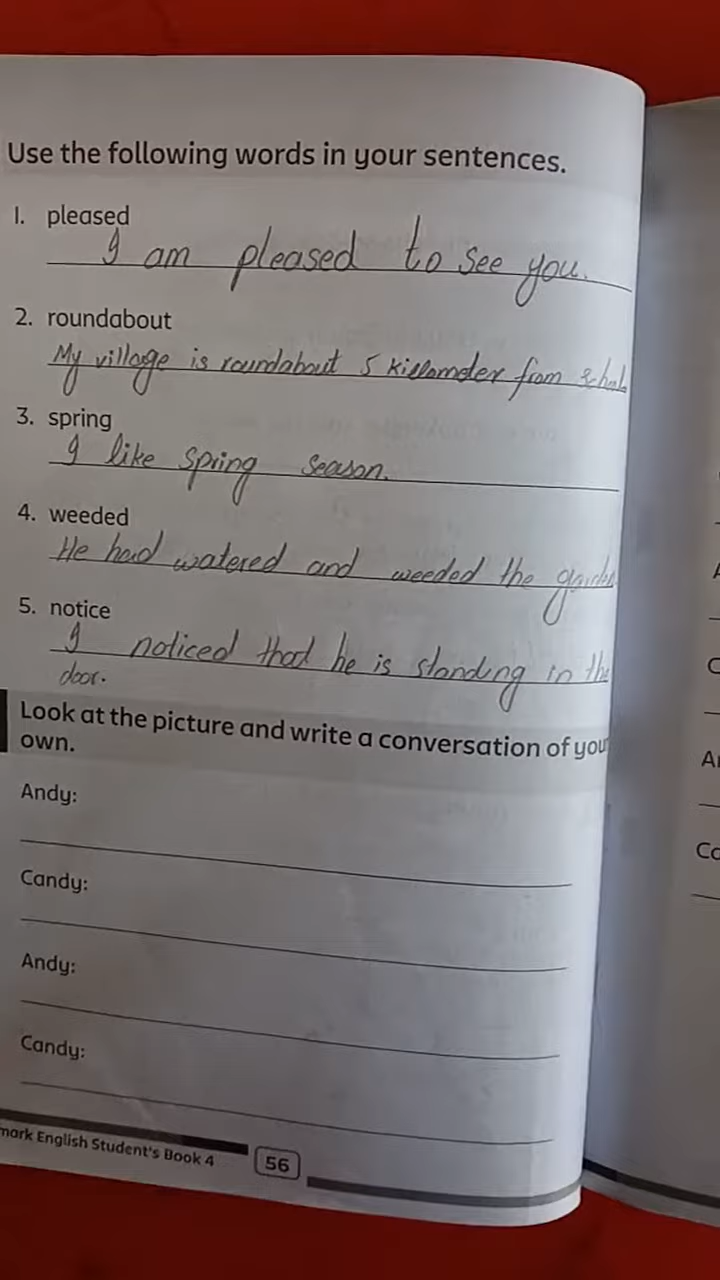 Use the following words in your sentences.
1. pleased
I am pleased to see you.
2. roundabout
My village is roundabout 5 killometer from
3. spring
I like spring season.
4. weeded
He had watered and weeded the
5. notice
I noticed that he is standing in the
door.
Look at the picture and write a conversation of your
own.
Andy:
Candy:
Andy:
Candy:
mark English Student's Book 4
56